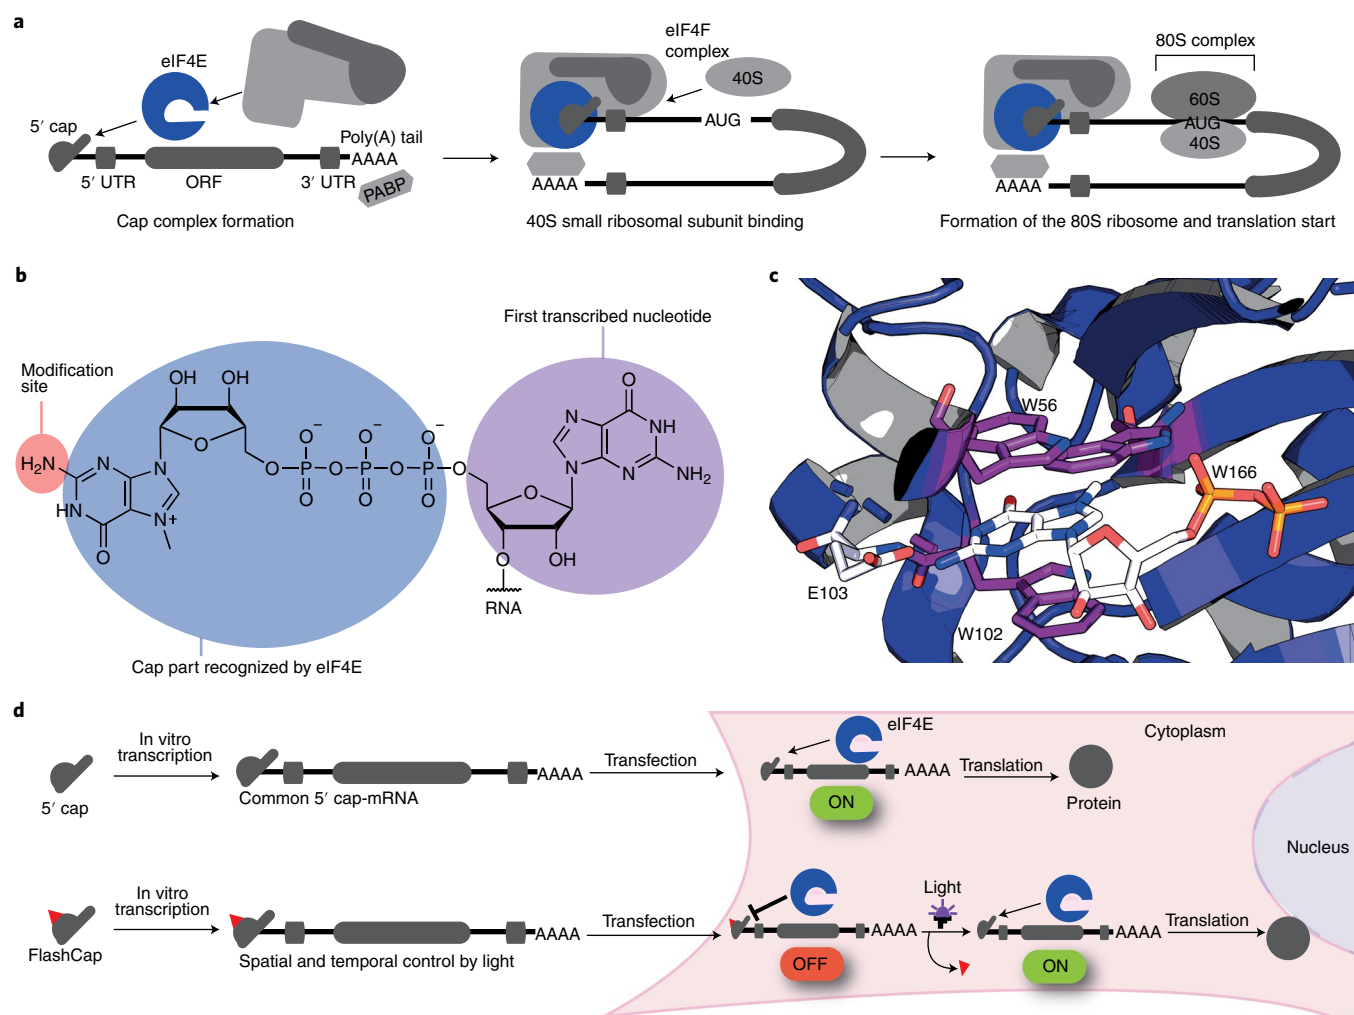 a
eIF4E
5′ cap
Poly(A) tail
AAAA
5′ UTR
ORF
3′ UTR
PABP
Cap complex formation
eIF4F
complex
40S
AUG
AAAA
40S small ribosomal subunit binding
80S complex
60S
AUG
40S
AAAA
Formation of the 80S ribosome and translation start
b
First transcribed nucleotide
Modification
site
OH
OH
O
O−
O−
O−
O
P
O
P
O
P
O
O
O
O
H2N
N
N
HN
N
N+
O
O
N
N
NH
N
NH2
O
O
OH
RNA
Cap part recognized by eIF4E
c
W56
W166
E103
W102
d
5′ cap
In vitro
transcription
Common 5′ cap-mRNA
AAAA
Transfection
eIF4E
AAAA
ON
Translation
Protein
Cytoplasm
Nucleus
FlashCap
In vitro
transcription
AAAA
Spatial and temporal control by light
Transfection
AAAA
OFF
Light
AAAA
ON
Translation